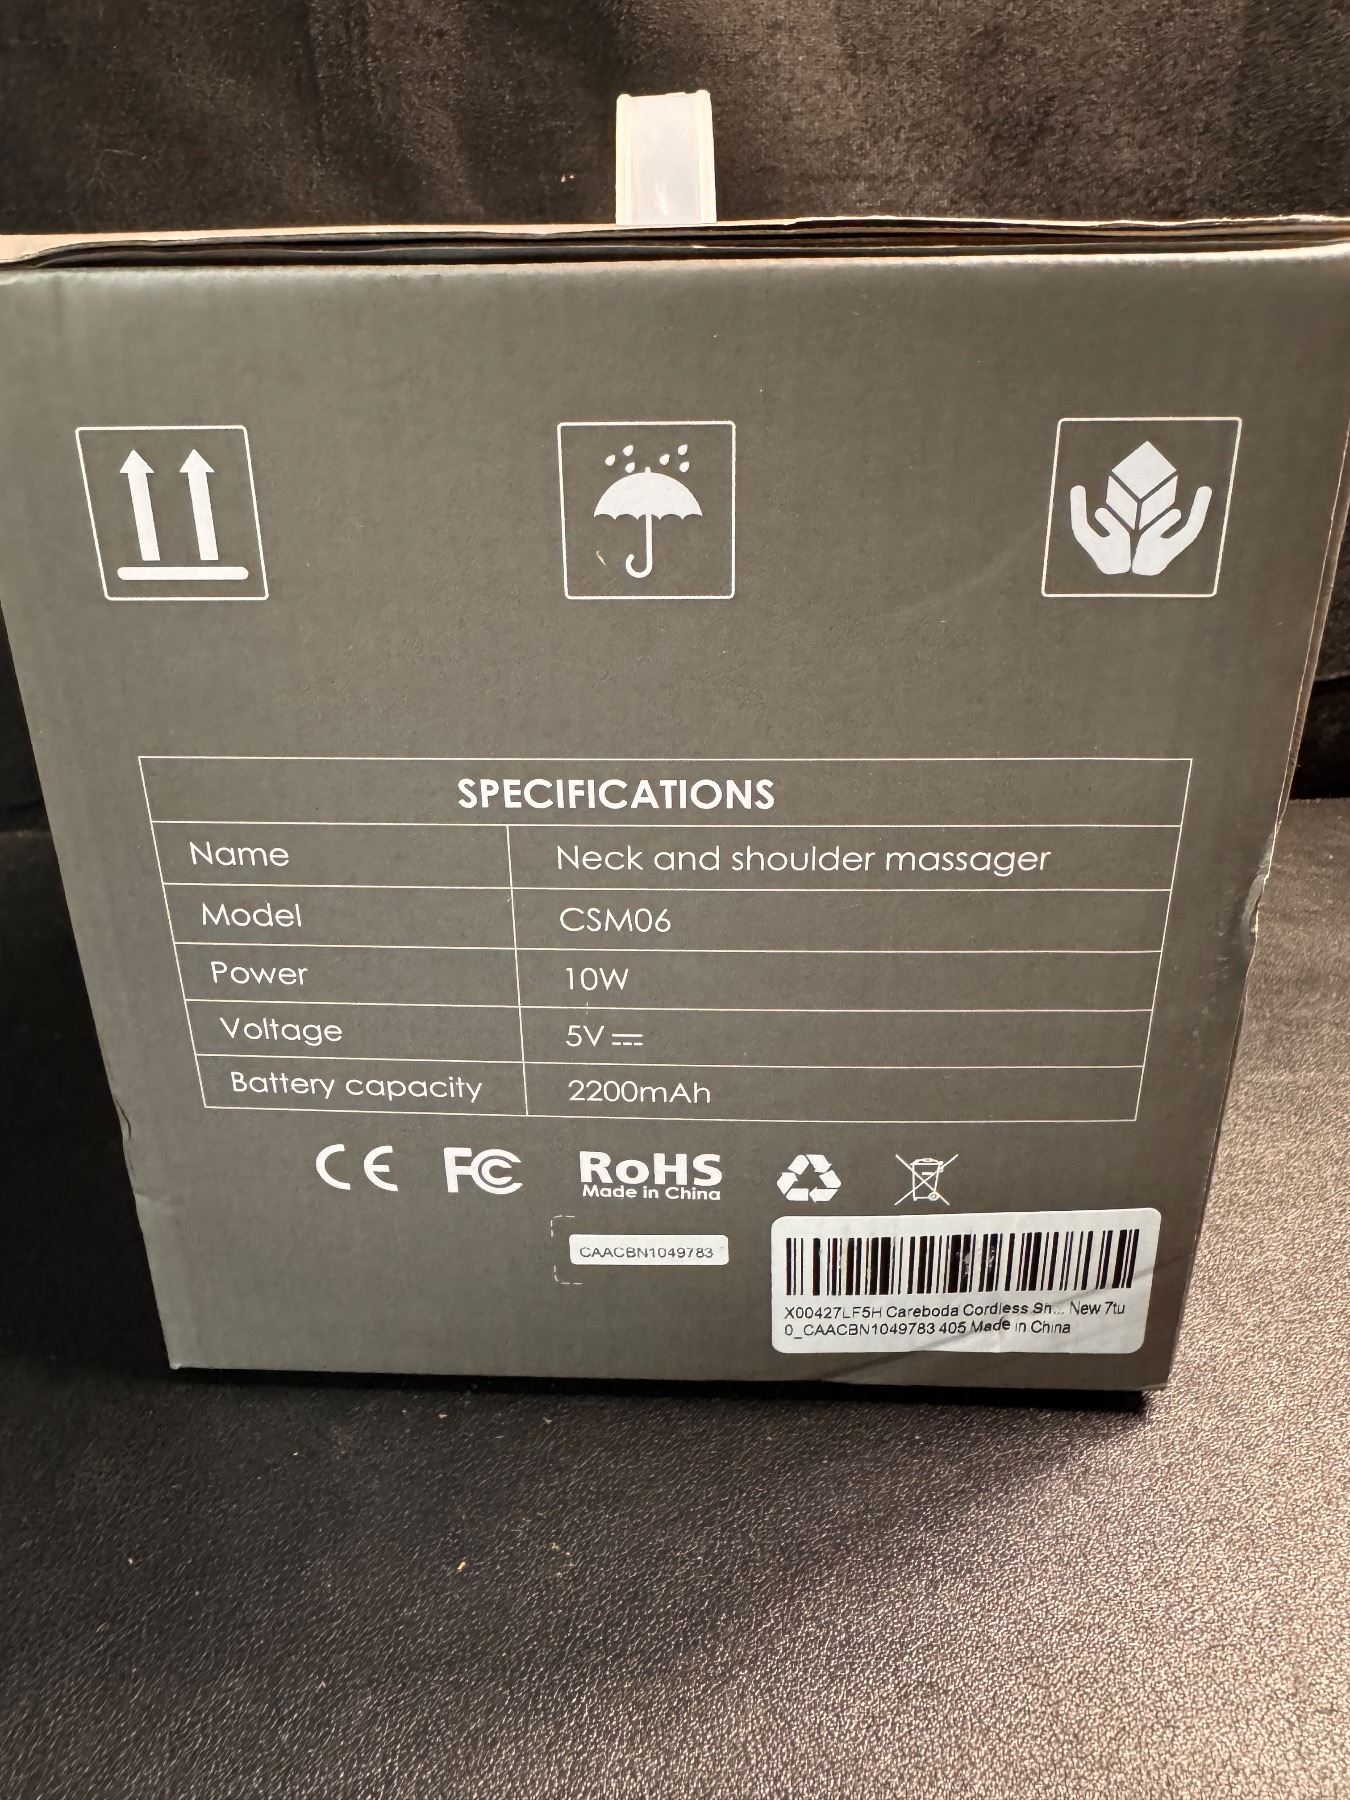 SPECIFICATIONS
Name Neck and shoulder massager
Model CSM06
Power 10W
Voltage 5V⎓
Battery capacity 2200mAh
CE FC RoHS
Made in China
CAACBN1049783
X00427LF5H Careboda Cordless Sh... New 7tu
0_CAACBN1049783 405 Made in China